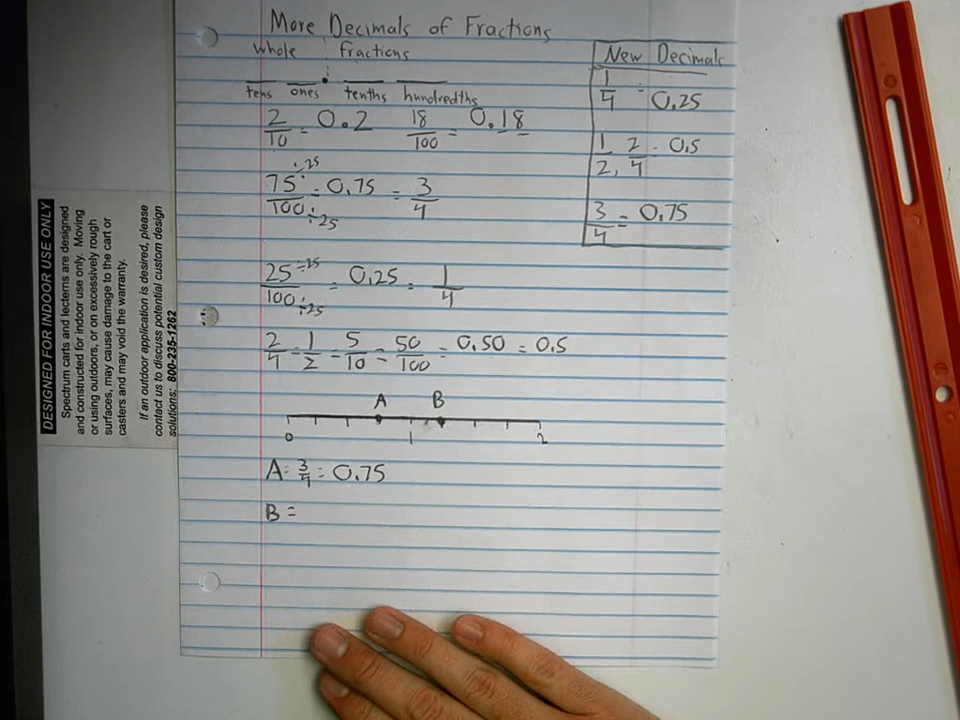 More Decimals of Fractions
whole fractions
__ __ . __ __
tens ones tenths hundredths
2/10 = 0.2 18/100 = 0.18
75/100 ÷25 ÷25 = 0.75 = 3/4
25/100 ÷25 ÷25 = 0.25 = 1/4
2/4 = 1/2 = 5/10 = 50/100 = 0.50 = 0.5
A B
0 1 2
A = 3/4 = 0.75
B =
New Decimals
1/4 = 0.25
1/2, 2/4 = 0.5
3/4 = 0.75
DESIGNED FOR INDOOR USE ONLY
Spectrum carts and lecterns are designed
and constructed for indoor use only. Moving
or using outdoors, or on excessively rough
surfaces, may cause damage to the cart or
casters and may void the warranty.
If an outdoor application is desired, please
contact us to discuss potential custom design
solutions: 800-235-1262